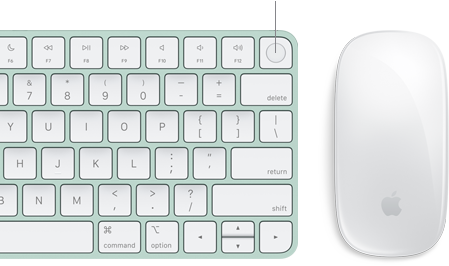 F6 F7 F8 F9 F10 F11 F12
& 7 * 8 ( 9 ) 0 — - + = delete
Y U I O P { [ } ] | \
H J K L : ; " ' return
B N M < , > . ? / shift
⌘ command ⌥ option